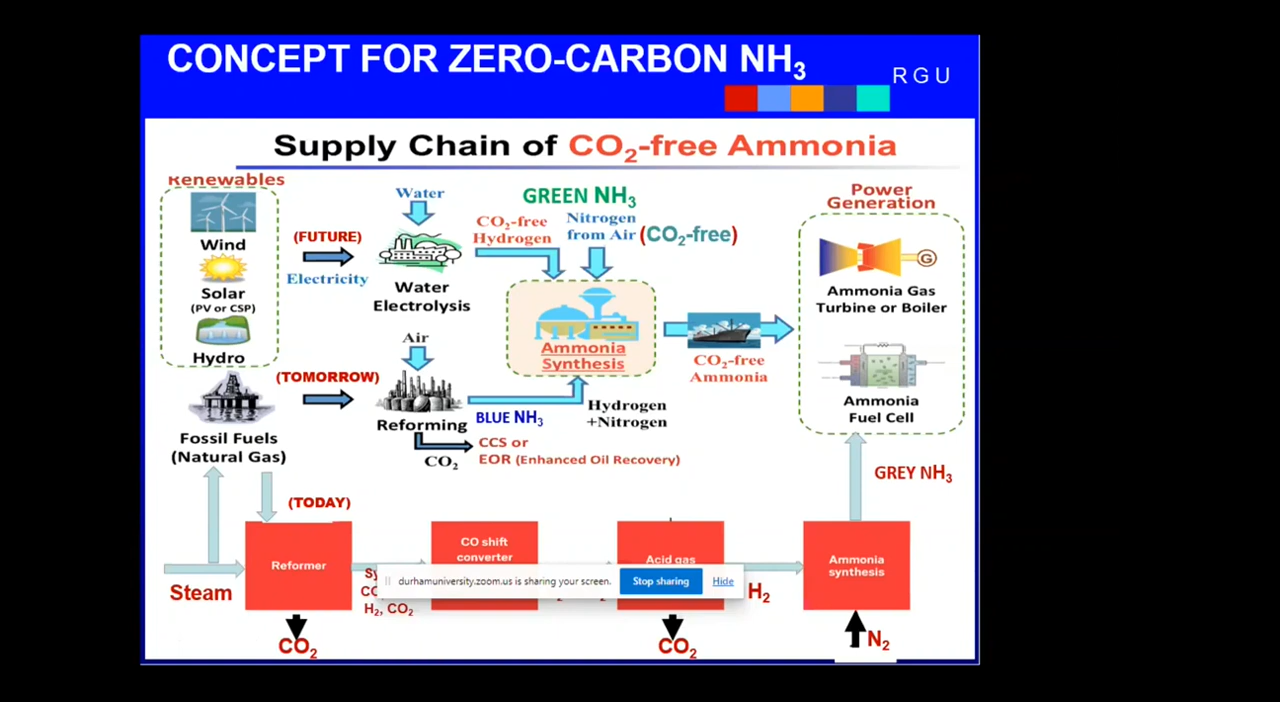 CONCEPT FOR ZERO-CARBON NH3
RGU
Supply Chain of CO2-free Ammonia
Renewables
Wind
Solar
(PV or CSP)
Hydro
Fossil Fuels
(Natural Gas)
(FUTURE)
Electricity
(TOMORROW)
Water
Water
Electrolysis
Air
Reforming
CO2
CCS or
EOR (Enhanced Oil Recovery)
GREEN NH3
CO2-free
Hydrogen
Nitrogen
from Air (CO2-free)
Ammonia
Synthesis
BLUE NH3
Hydrogen
+Nitrogen
CO2-free
Ammonia
Power
Generation
G
Ammonia Gas
Turbine or Boiler
Ammonia
Fuel Cell
GREY NH3
(TODAY)
Steam
Reformer
CO2
H2, CO2
CO shift
converter
Acid gas
CO2
H2
Ammonia
synthesis
N2
durhamuniversity.zoom.us is sharing your screen.
Stop sharing
Hide